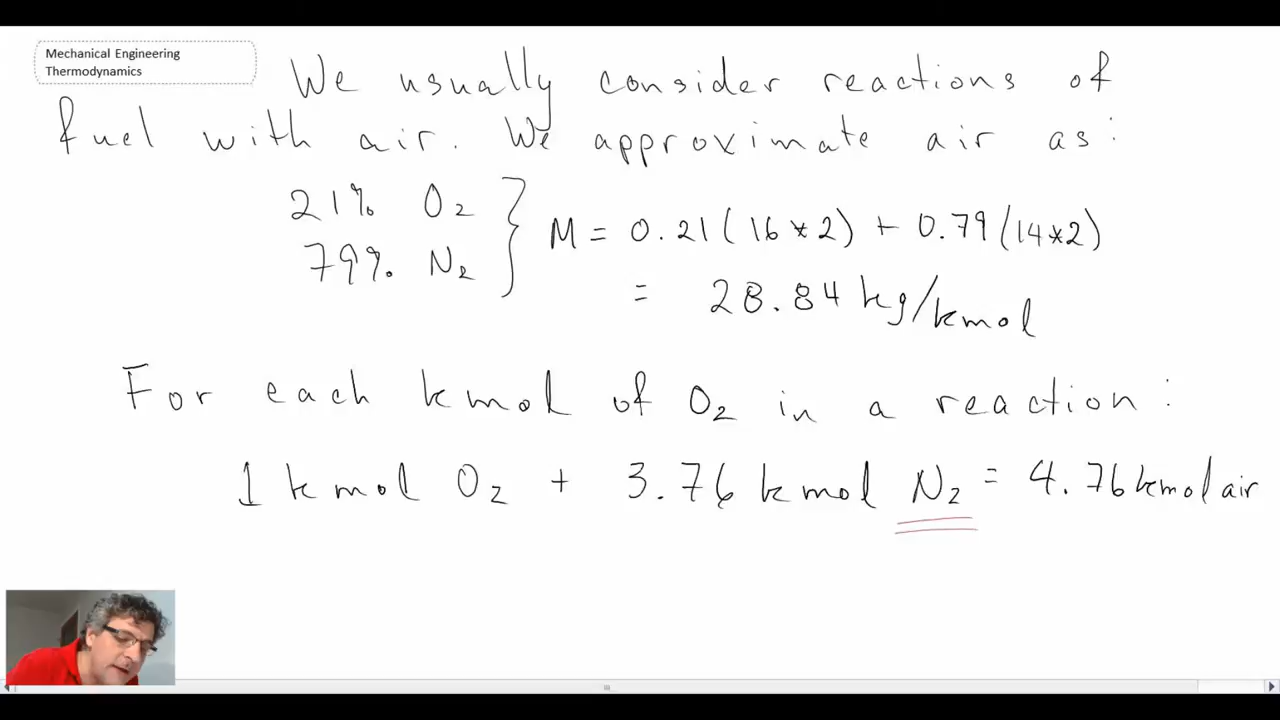 Mechanical Engineering
Thermodynamics
We usually consider reactions of
fuel with air. We approximate air as:
21% O₂
79% N₂
} M = 0.21(16*2) + 0.79(14*2)
= 28.84 kg/kmol
For each kmol of O₂ in a reaction:
1 kmol O₂ + 3.76 kmol N₂ = 4.76 kmol air